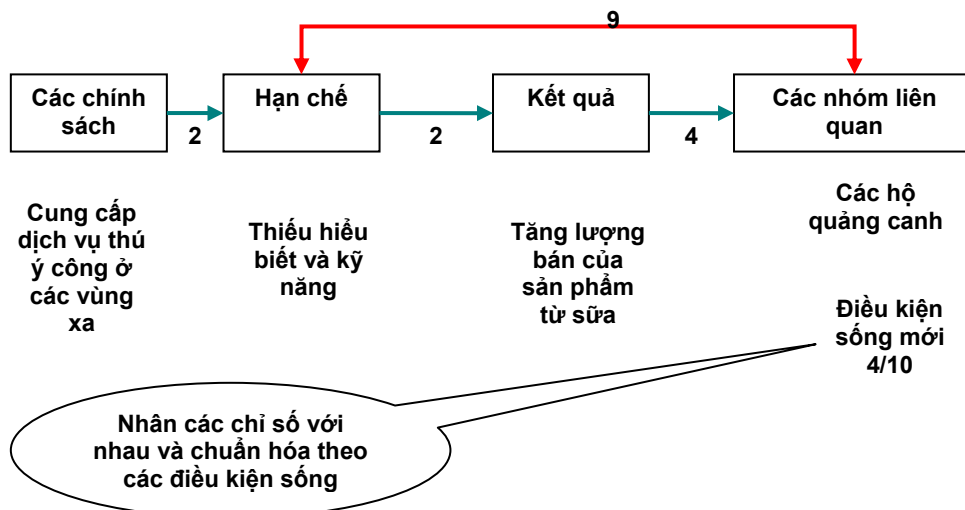 9
Các chính
sách
2
Hạn chế
2
Kết quả
4
Các nhóm liên
quan
Cung cấp
dịch vụ thú
ý công ở
các vùng
xa
Thiếu hiểu
biết và kỹ
năng
Tăng lượng
bán của
sản phẩm
từ sữa
Các hộ
quảng canh
Điều kiện
sống mới
4/10
Nhân các chỉ số với
nhau và chuẩn hóa theo
các điều kiện sống